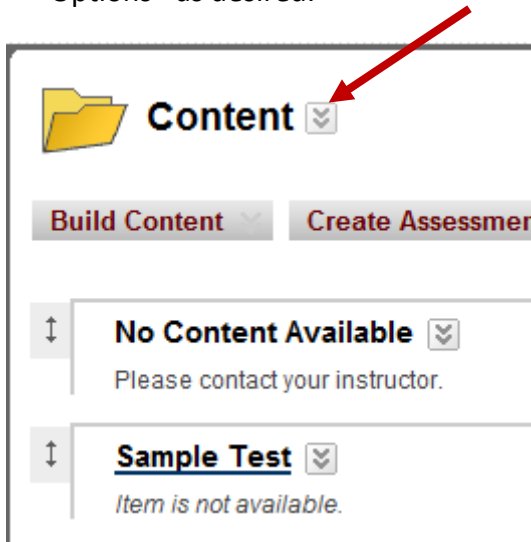 Options" as desired.
Content
Build Content Create Assessmen
No Content Available
Please contact your instructor.
Sample Test
Item is not available.